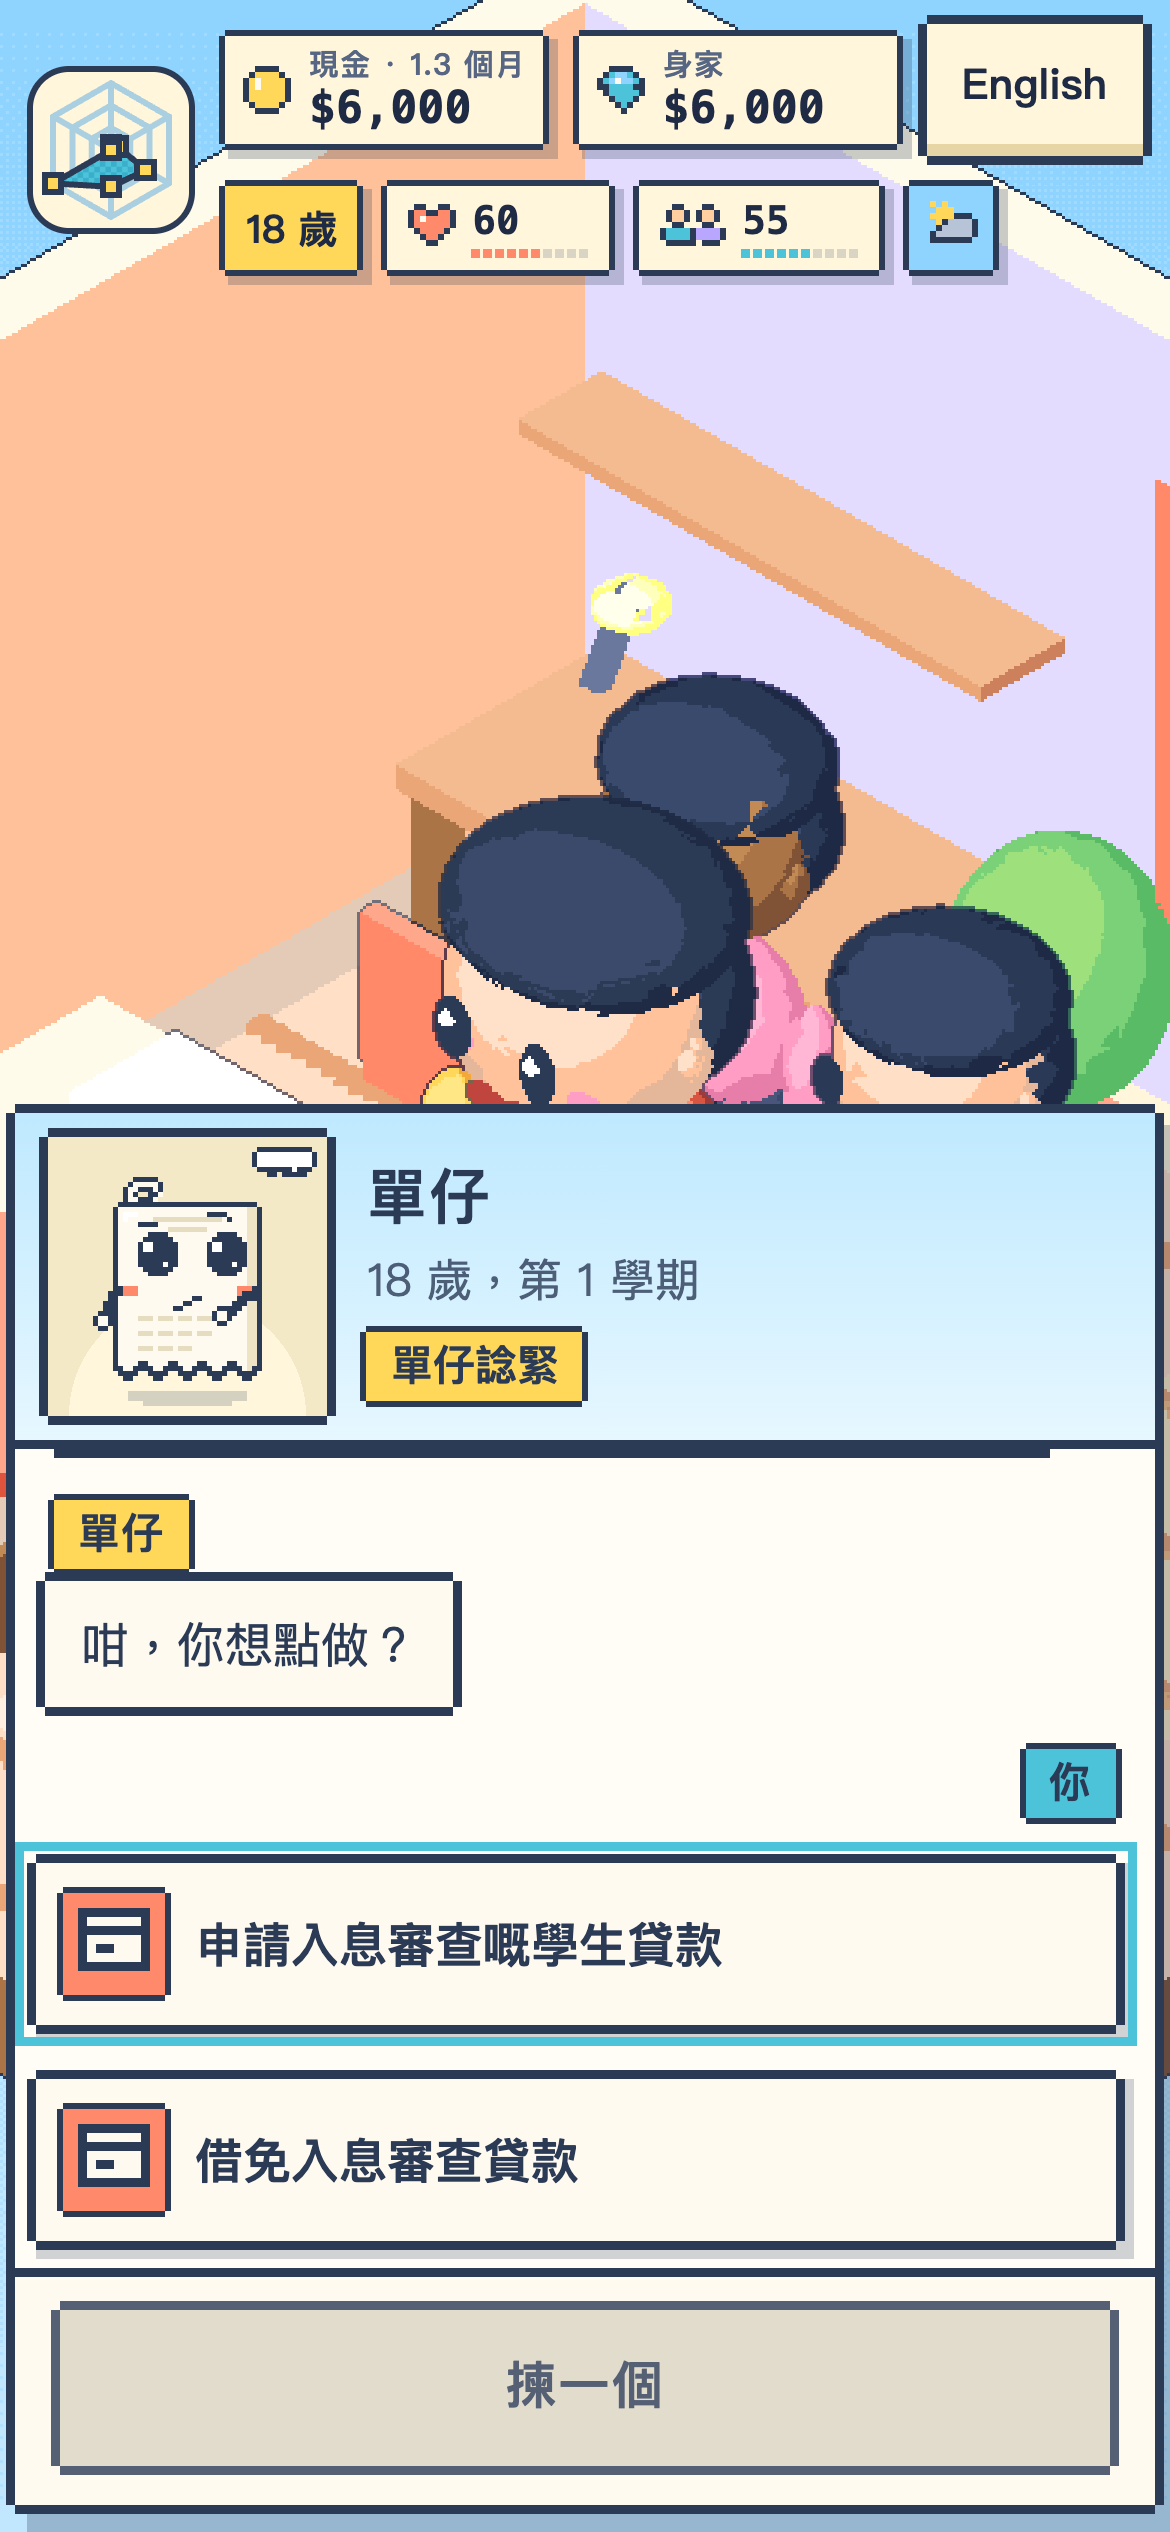 現金 · 1.3 個月
$6,000
身家
$6,000
English
18 歲
60
55
單仔
18 歲，第 1 學期
單仔諗緊
單仔
咁，你想點做？
你
申請入息審查嘅學生貸款
借免入息審查貸款
揀一個